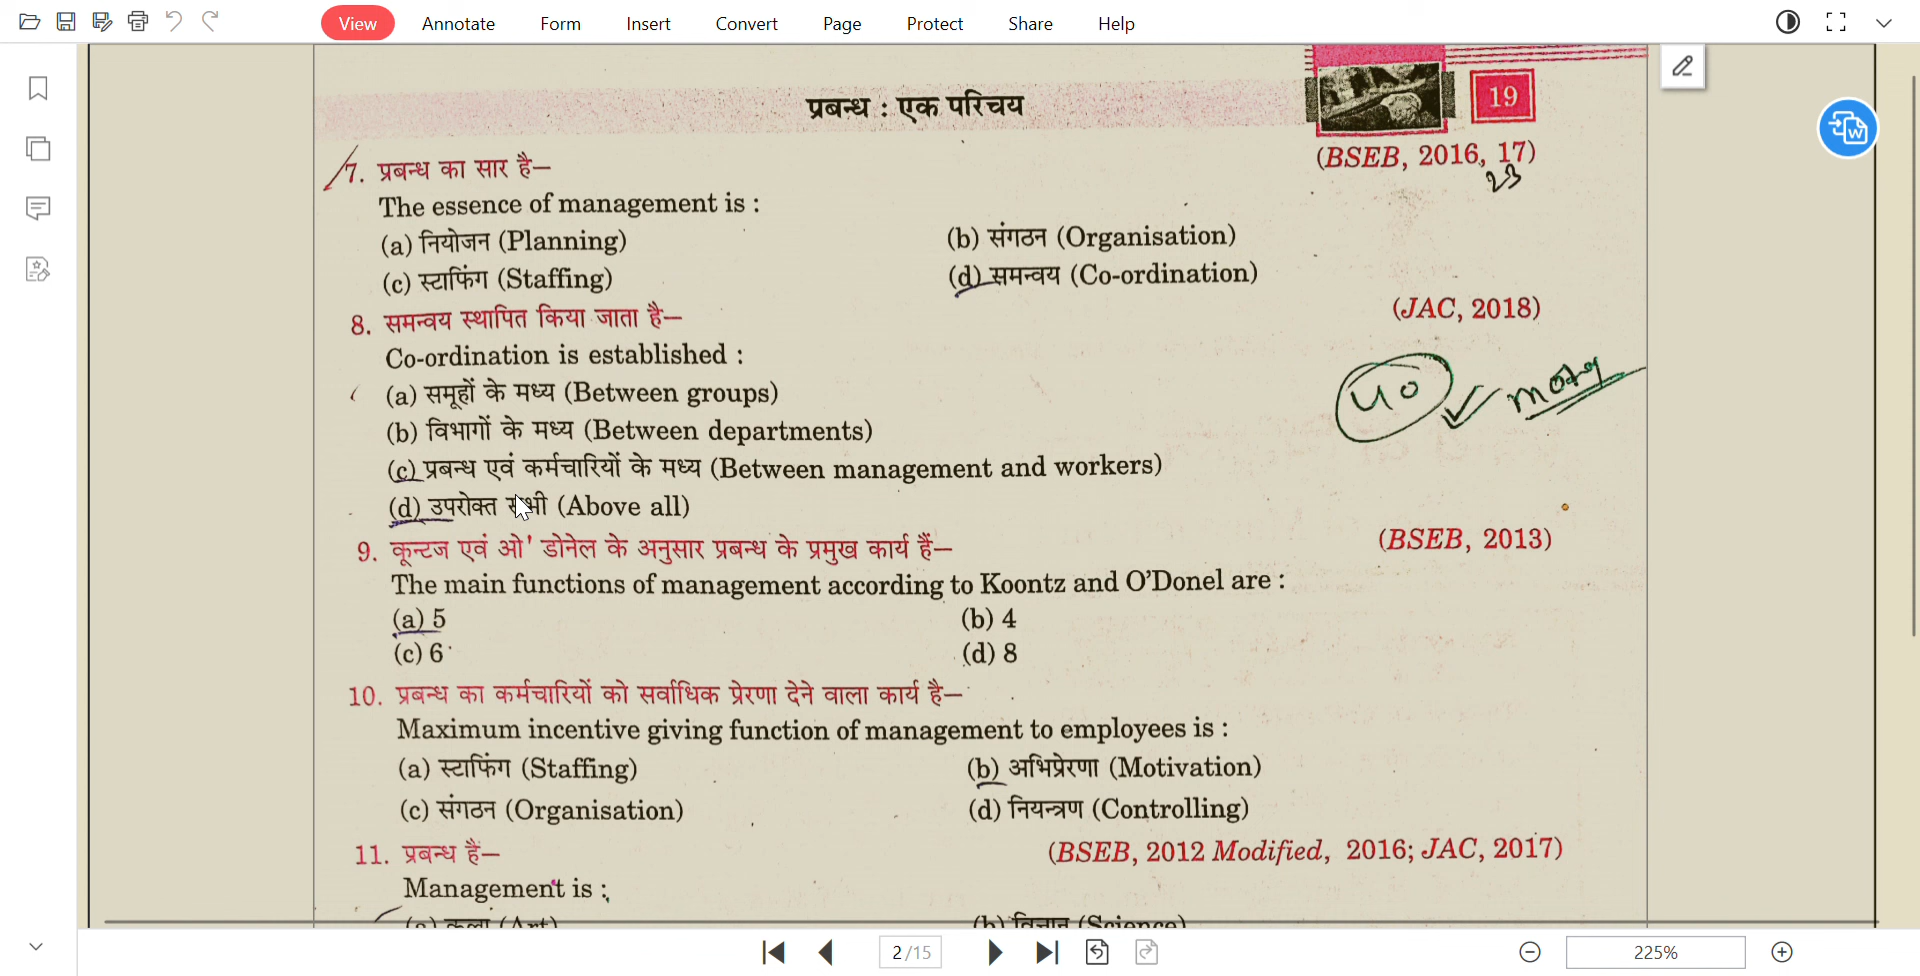 View Annotate Form Insert Convert Page Protect Share Help
प्रबन्ध : एक परिचय 19
7. प्रबन्ध का सार है— (BSEB, 2016, 17)
23
The essence of management is :
(a) नियोजन (Planning) (b) संगठन (Organisation)
(c) स्टाफिंग (Staffing) (d) समन्वय (Co-ordination)
8. समन्वय स्थापित किया जाता है— (JAC, 2018)
Co-ordination is established :
(a) समूहों के मध्य (Between groups)
(b) विभागों के मध्य (Between departments)
(c) प्रबन्ध एवं कर्मचारियों के मध्य (Between management and workers)
(d) उपरोक्त सभी (Above all)
9. कून्टज एवं ओ' डोनेल के अनुसार प्रबन्ध के प्रमुख कार्य हैं— (BSEB, 2013)
The main functions of management according to Koontz and O'Donel are :
(a) 5 (b) 4
(c) 6 (d) 8
10. प्रबन्ध का कर्मचारियों को सर्वाधिक प्रेरणा देने वाला कार्य है—
Maximum incentive giving function of management to employees is :
(a) स्टाफिंग (Staffing) (b) अभिप्रेरणा (Motivation)
(c) संगठन (Organisation) (d) नियन्त्रण (Controlling)
11. प्रबन्ध है— (BSEB, 2012 Modified, 2016; JAC, 2017)
Management is :
(a) कला (Art) (b) विज्ञान (Science)
2/15 225%